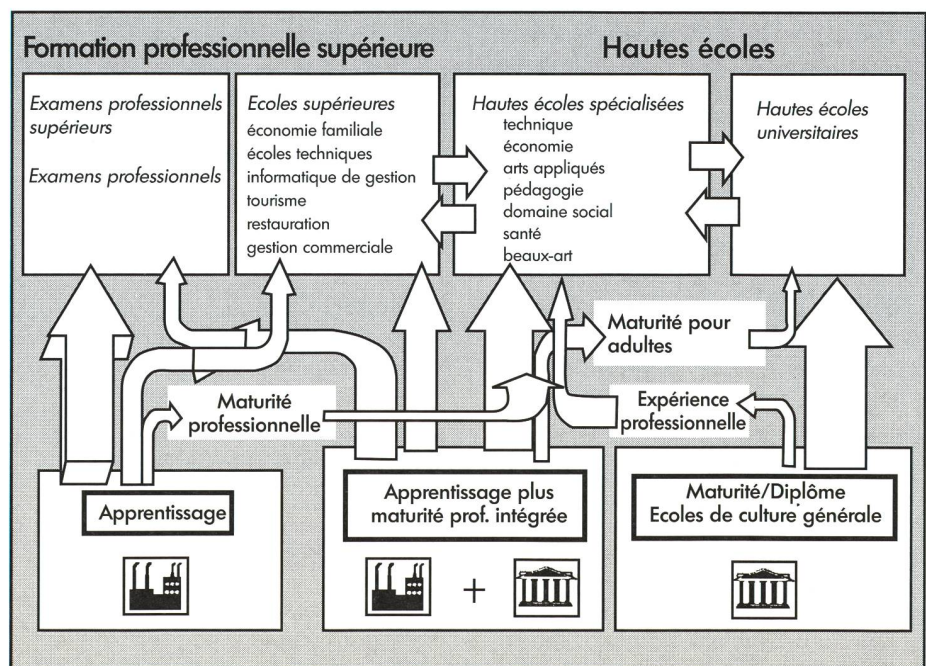 Formation professionnelle supérieure
Hautes écoles
Examens professionnels
supérieurs
Examens professionnels
Ecoles supérieures
économie familiale
écoles techniques
informatique de gestion
tourisme
restauration
gestion commerciale
Hautes écoles spécialisées
technique
économie
arts appliqués
pédagogie
domaine social
santé
beaux-art
Hautes écoles
universitaires
Maturité pour
adultes
Maturité
professionnelle
Expérience
professionnelle
Apprentissage
Apprentissage plus
maturité prof. intégrée
+
Maturité/Diplôme
Ecoles de culture générale